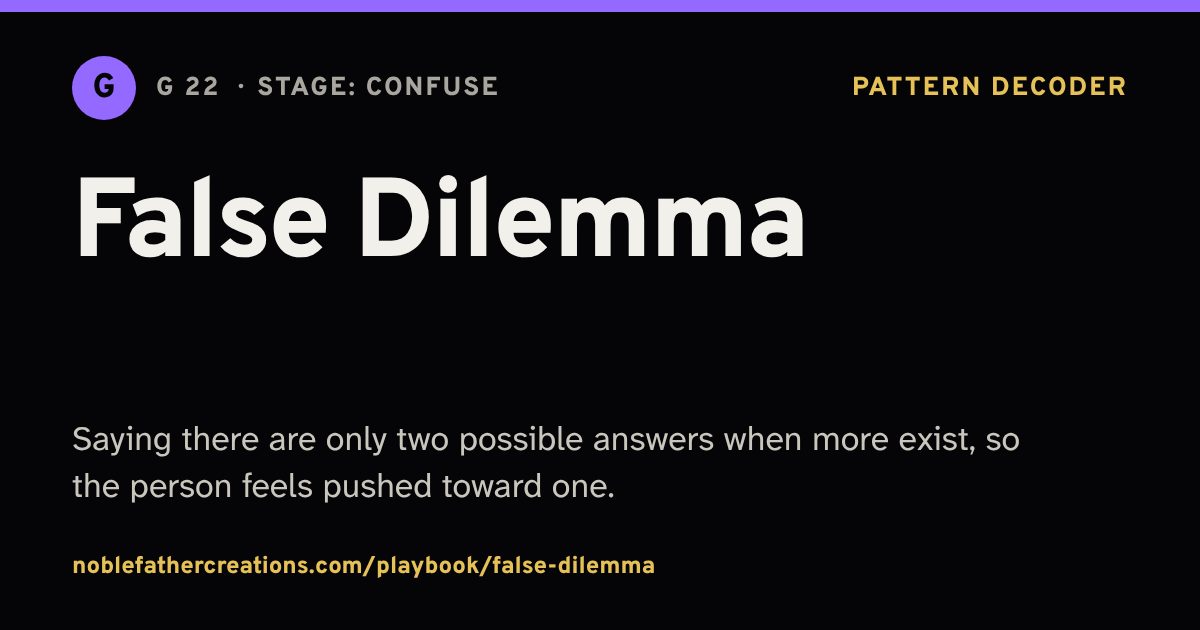 G
G 22 · STAGE: CONFUSE
PATTERN DECODER
False Dilemma
Saying there are only two possible answers when more exist, so
the person feels pushed toward one.
noblefathercreations.com/playbook/false-dilemma